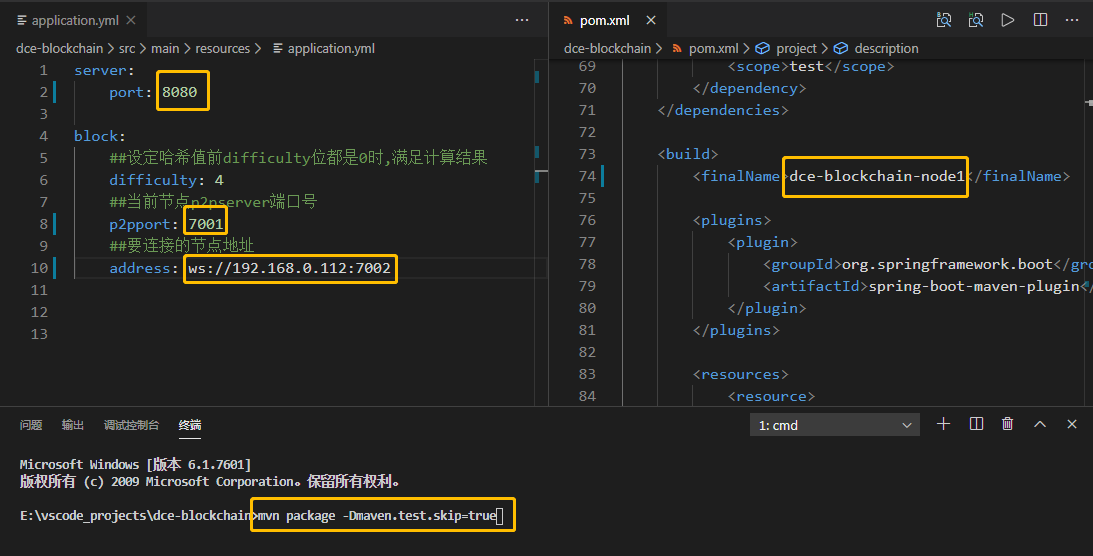 application.yml
dce-blockchain > src > main > resources > application.yml
1 server:
2 port: 8080
3
4 block:
5 ##设定哈希值前difficulty位都是0时,满足计算结果
6 difficulty: 4
7 ##当前节点p2pserver端口号
8 p2pport: 7001
9 ##要连接的节点地址
10 address: ws://192.168.0.112:7002
11
12
13
pom.xml
dce-blockchain > pom.xml > project > description
69 <scope>test</scope>
70 </dependency>
71 </dependencies>
72
73 <build>
74 <finalName>dce-blockchain-node1</finalName>
75
76 <plugins>
77 <plugin>
78 <groupId>org.springframework.boot</gro
79 <artifactId>spring-boot-maven-plugin</
80 </plugin>
81 </plugins>
82
83 <resources>
84 <resource>
问题 输出 调试控制台 终端 1: cmd
Microsoft Windows [版本 6.1.7601]
版权所有 (c) 2009 Microsoft Corporation。保留所有权利。
E:\vscode_projects\dce-blockchain>mvn package -Dmaven.test.skip=true